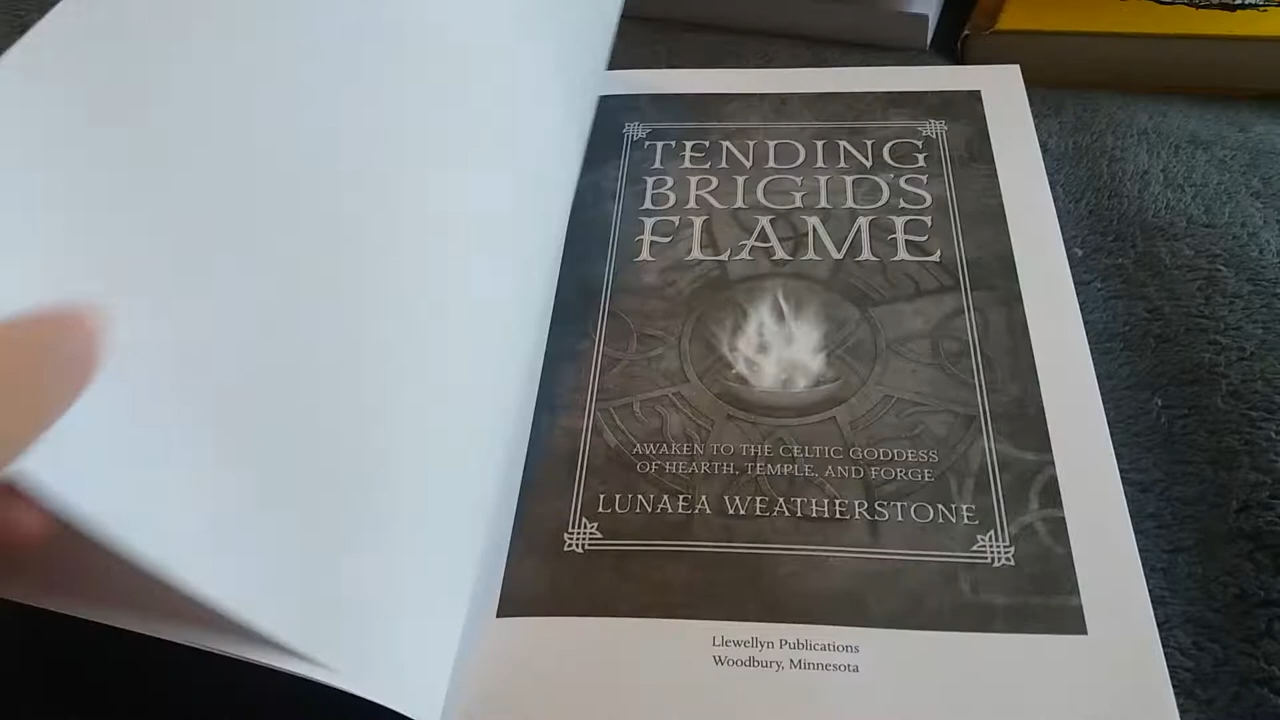 TENDING
BRIGID'S
FLAME
AWAKEN TO THE CELTIC GODDESS
OF HEARTH, TEMPLE, AND FORGE
LUNAEA WEATHERSTONE
Llewellyn Publications
Woodbury, Minnesota